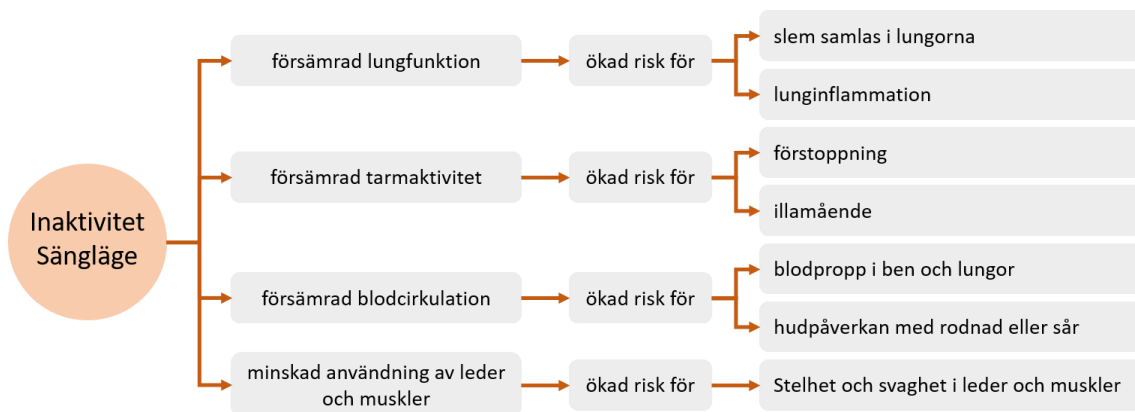 Inaktivitet
Sängläge
försämrad lungfunktion
ökad risk för
slem samlas i lungorna
lunginflammation
försämrad tarmaktivitet
ökad risk för
förstoppning
illamående
försämrad blodcirkulation
ökad risk för
blodpropp i ben och lungor
hudpåverkan med rodnad eller sår
minskad användning av leder
och muskler
ökad risk för
Stelhet och svaghet i leder och muskler